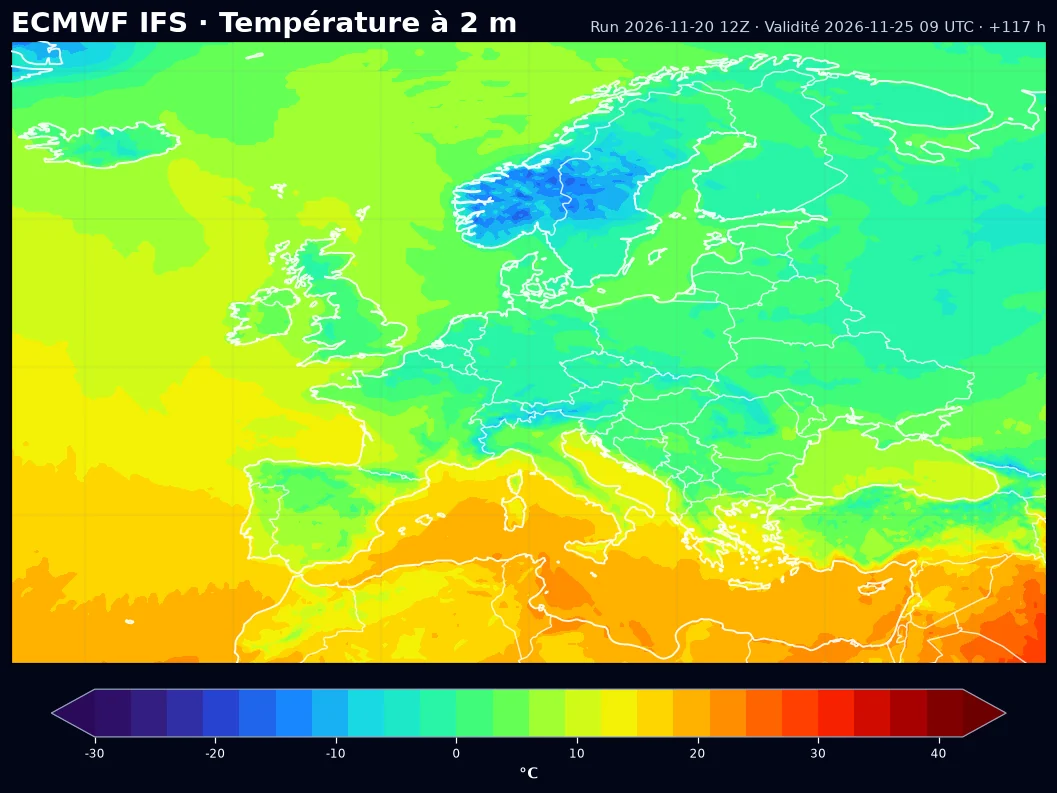 ECMWF IFS · Température à 2 m
Run 2026-11-20 12Z · Validité 2026-11-25 09 UTC · +117 h
-30 -20 -10 0 10 20 30 40
°C